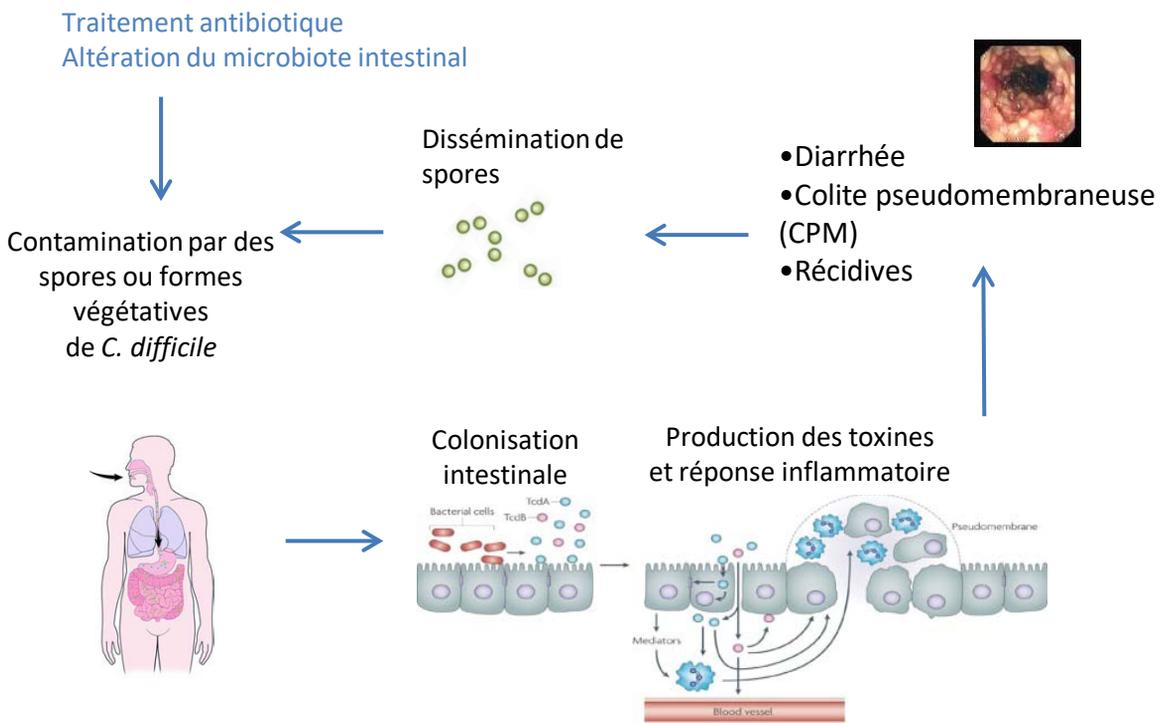 Traitement antibiotique
Altération du microbiote intestinal
Dissémination de
spores
•Diarrhée
•Colite pseudomembraneuse
(CPM)
•Récidives
Contamination par des
spores ou formes
végétatives
de C. difficile
Colonisation
intestinale
Production des toxines
et réponse inflammatoire
TcdA
TcdB
Bacterial cells
Pseudomembrane
Mediators
Blood vessel